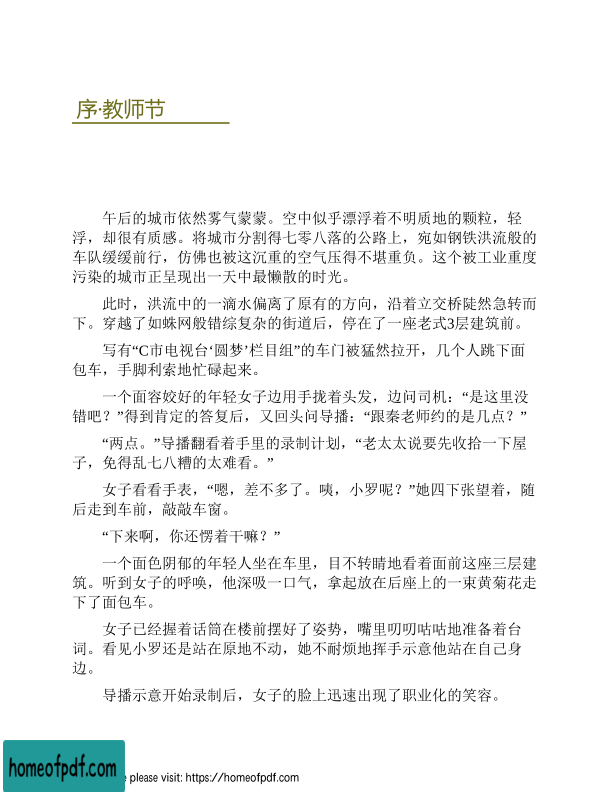 序·教师节
午后的城市依然雾气蒙蒙。空中似乎漂浮着不明质地的颗粒，轻
浮，却很有质感。将城市分割得七零八落的公路上，宛如钢铁洪流般的
车队缓缓前行，仿佛也被这沉重的空气压得不堪重负。这个被工业重度
污染的城市正呈现出一天中最懒散的时光。
此时，洪流中的一滴水偏离了原有的方向，沿着立交桥陡然急转而
下。穿越了如蛛网般错综复杂的街道后，停在了一座老式3层建筑前。
写有“C市电视台‘圆梦’栏目组”的车门被猛然拉开，几个人跳下面
包车，手脚利索地忙碌起来。
一个面容姣好的年轻女子边用手拢着头发，边问司机：“是这里没
错吧？”得到肯定的答复后，又回头问导播：“跟秦老师约的是几点？”
“两点。”导播翻看着手里的录制计划，“老太太说要先收拾一下屋
子，免得乱七八糟的太难看。”
女子看看手表，“嗯，差不多了。咦，小罗呢？”她四下张望着，随
后走到车前，敲敲车窗。
“下来啊，你还愣着干嘛？”
一个面色阴郁的年轻人坐在车里，目不转睛地看着面前这座三层建
筑。听到女子的呼唤，他深吸一口气，拿起放在后座上的一束黄菊花走
下了面包车。
女子已经握着话筒在楼前摆好了姿势，嘴里叨叨咕咕地准备着台
词。看见小罗还是站在原地不动，她不耐烦地挥手示意他站在自己身
边。
导播示意开始录制后，女子的脸上迅速出现了职业化的笑容。
homeofpdf.com
e please visit: https://homeofpdf.com